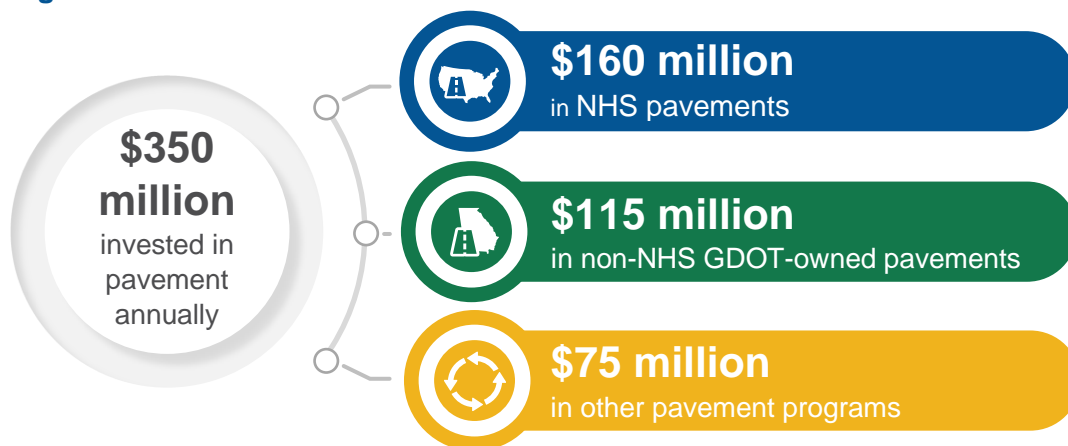 $350
million
invested in
pavement
annually
$160 million
in NHS pavements
$115 million
in non-NHS GDOT-owned pavements
$75 million
in other pavement programs